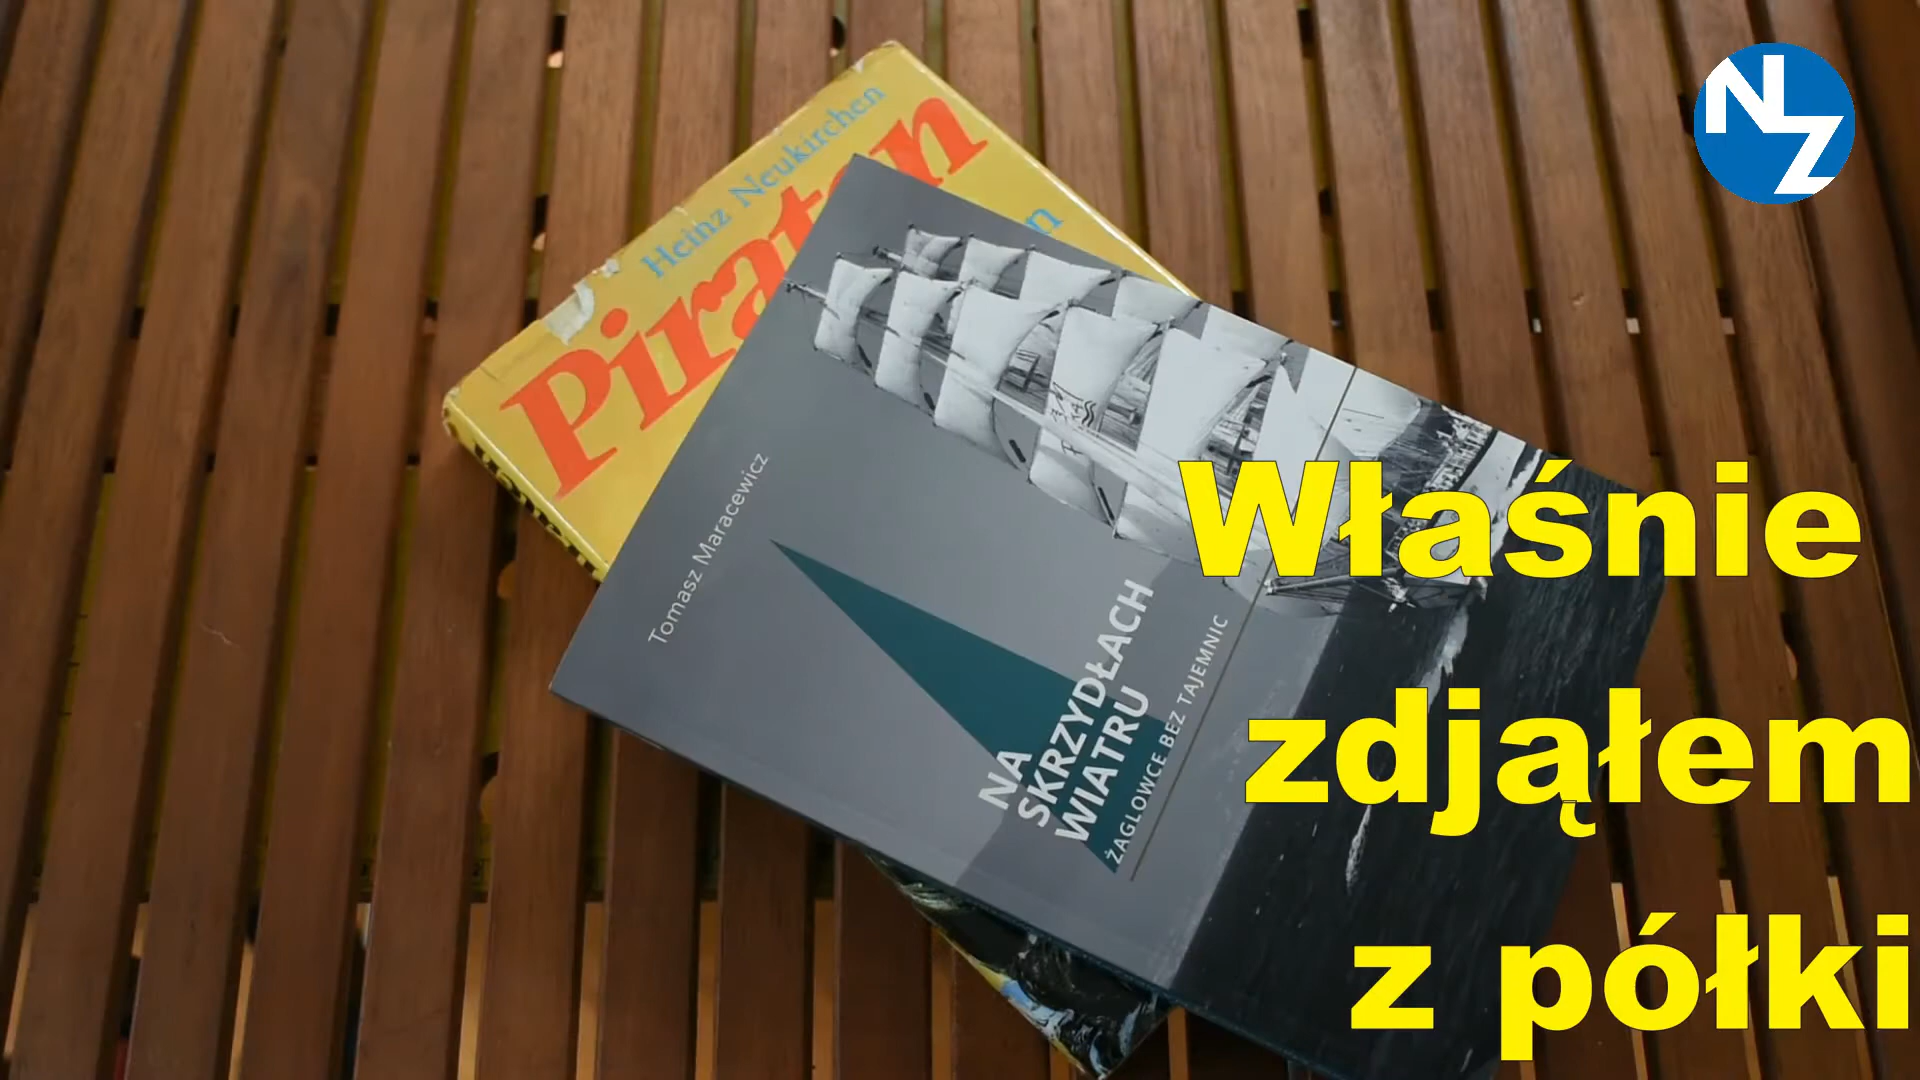 NZ
Heinz Neukirchen
Piraten
Tomasz Maracewicz
NA
SKRZYDŁACH
WIATRU
ŻAGLOWCE BEZ TAJEMNIC
Właśnie
zdjąłem
z półki